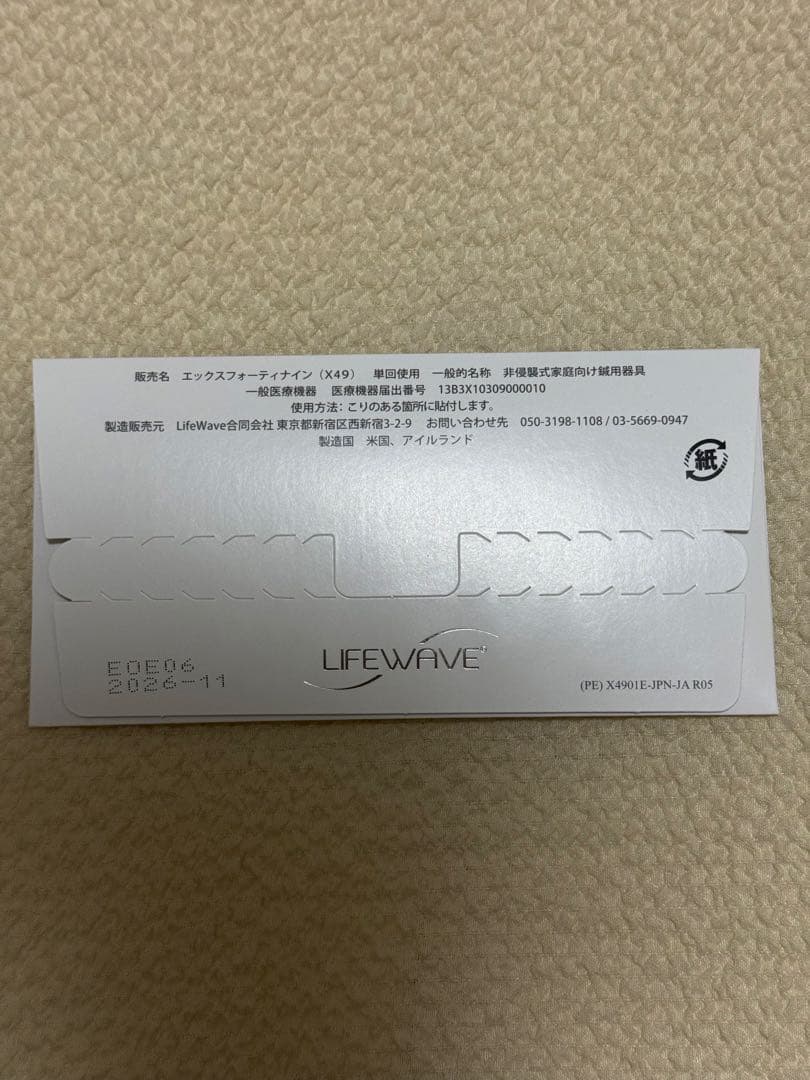 販売名 エックスフォーティナイン（X49） 単回使用 一般的名称 非侵襲式家庭向け鍼用器具
一般医療機器 医療機器届出番号 13B3X10309000010
使用方法：こりのある箇所に貼付します。
製造販売元 LifeWave合同会社 東京都新宿区西新宿3-2-9 お問い合わせ先 050-3198-1108 / 03-5669-0947
製造国 米国、アイルランド
紙
LIFEWAVE®
E0E06
2026-11
(PE) X4901E-JPN-JA R05